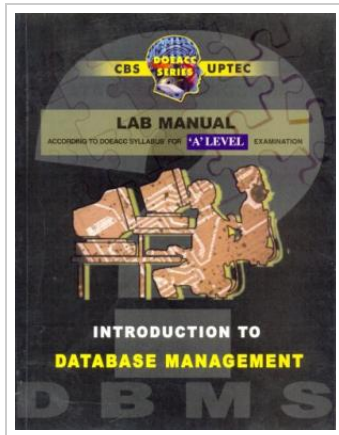 CBS DOEACC SERIES UPTEC
LAB MANUAL
ACCORDING TO DOEACC SYLLABUS FOR 'A' LEVEL EXAMINATION
INTRODUCTION TO
DATABASE MANAGEMENT
DBMS